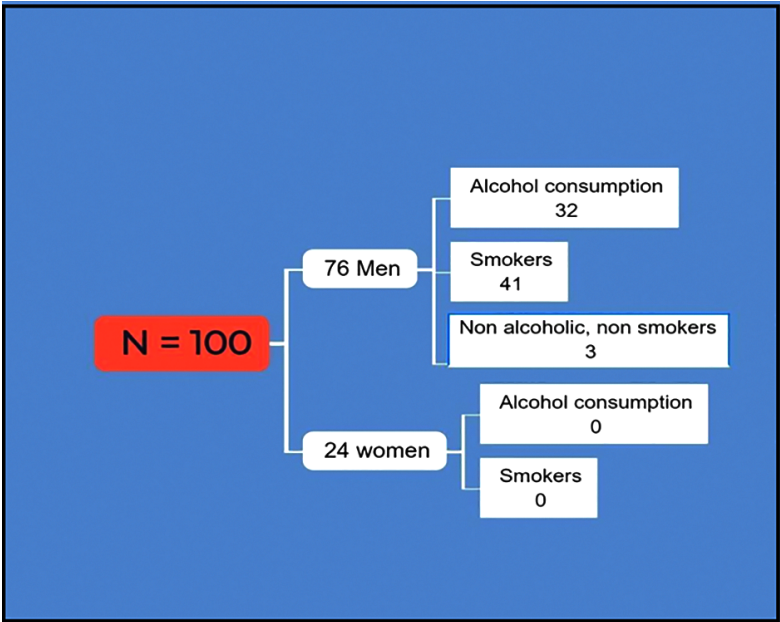 N = 100
76 Men
Alcohol consumption
32
Smokers
41
Non alcoholic, non smokers
3
24 women
Alcohol consumption
0
Smokers
0